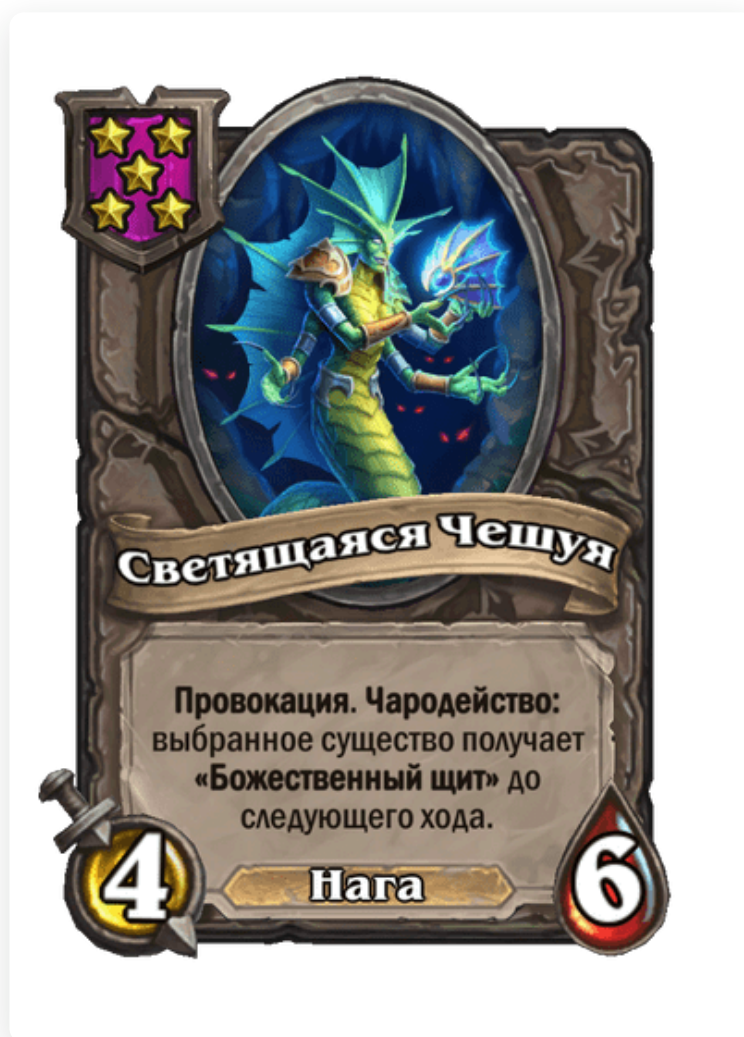 Светящаяся Чешуя
Провокация. Чародейство:
выбранное существо получает
«Божественный щит» до
следующего хода.
4
Нага
6